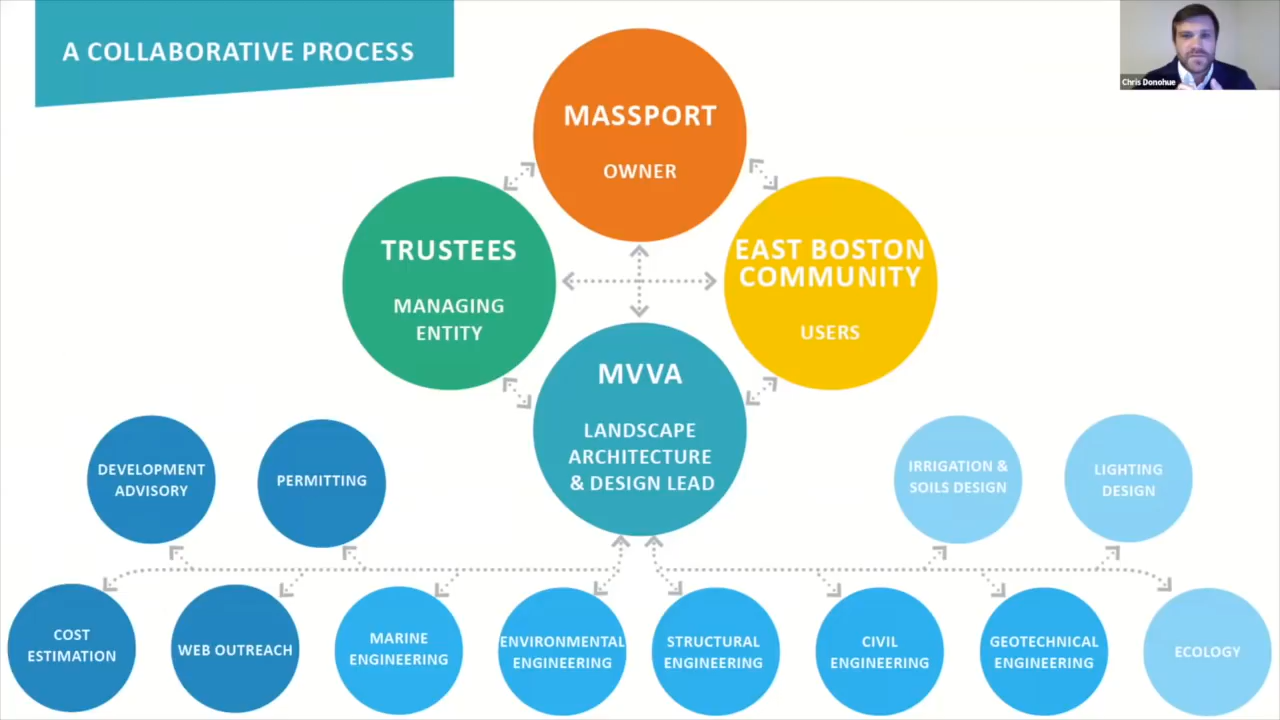 A COLLABORATIVE PROCESS
Chris Donohue
MASSPORT
OWNER
TRUSTEES
MANAGING
ENTITY
EAST BOSTON
COMMUNITY
USERS
MVVA
LANDSCAPE
ARCHITECTURE
& DESIGN LEAD
DEVELOPMENT
ADVISORY
PERMITTING
IRRIGATION &
SOILS DESIGN
LIGHTING
DESIGN
COST
ESTIMATION
WEB OUTREACH
MARINE
ENGINEERING
ENVIRONMENTAL
ENGINEERING
STRUCTURAL
ENGINEERING
CIVIL
ENGINEERING
GEOTECHNICAL
ENGINEERING
ECOLOGY